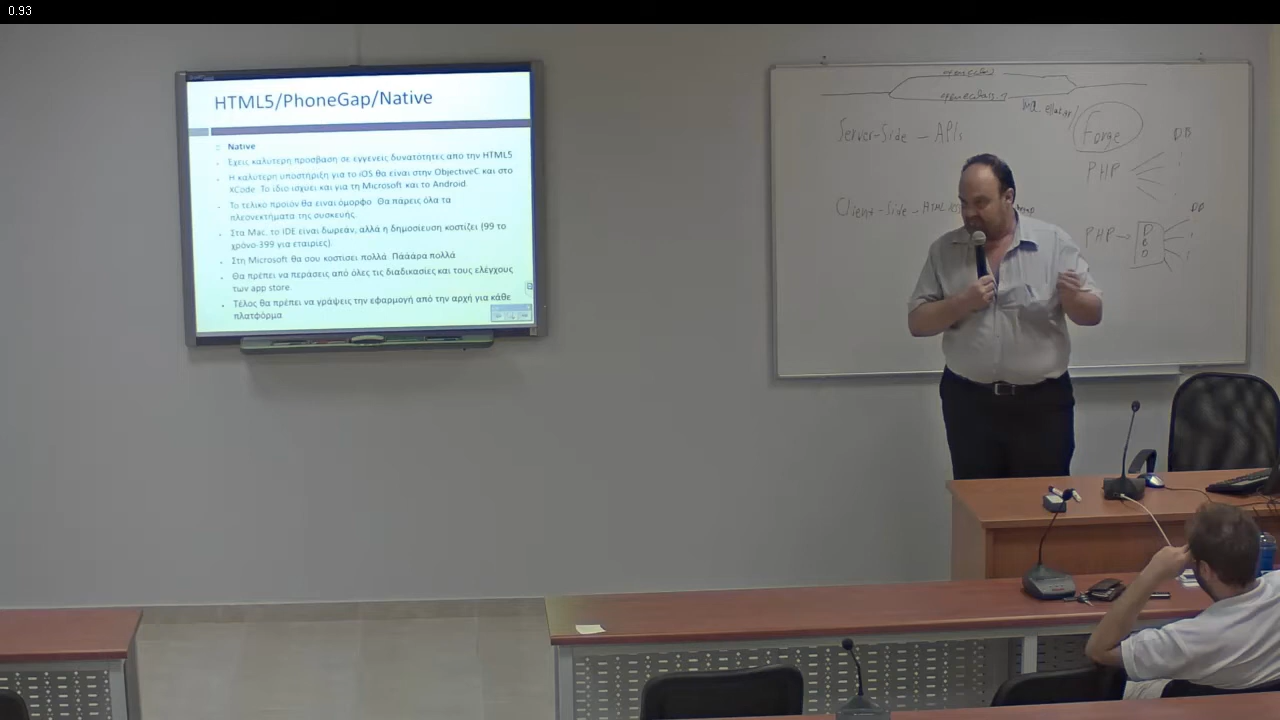 0.93
HTML5/PhoneGap/Native
Native
Έχεις καλύτερη πρόσβαση σε εγγενείς δυνατότητες από την HTML5
Η καλύτερη υποστήριξη για το iOS θα είναι στην ObjectiveC και στο
XCode. Το ίδιο ισχύει και για τη Microsoft και το Android.
Το τελικό προϊόν θα είναι όμορφο. Θα πάρεις όλα τα
πλεονεκτήματα της συσκευής.
Στα Mac, το IDE είναι δωρεάν, αλλά η δημοσίευση κοστίζει (99 το
χρόνο-399 για εταιρίες).
Στη Microsoft θα σου κοστίσει πολλά. Πάάάρα πολλά
Θα πρέπει να περάσεις από όλες τις διαδικασίες και τους ελέγχους
των app store.
Τέλος θα πρέπει να γράψεις την εφαρμογή από την αρχή για κάθε
πλατφόρμα
Server-Side - APIs
Forge
DB
PHP
Client-Side - HTML
DB
PHP